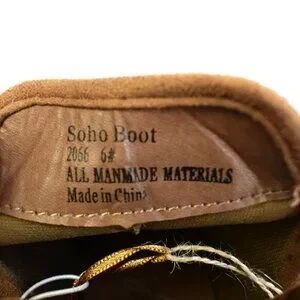 Soho Boot
2066 6#
ALL MANMADE MATERIALS
Made in China